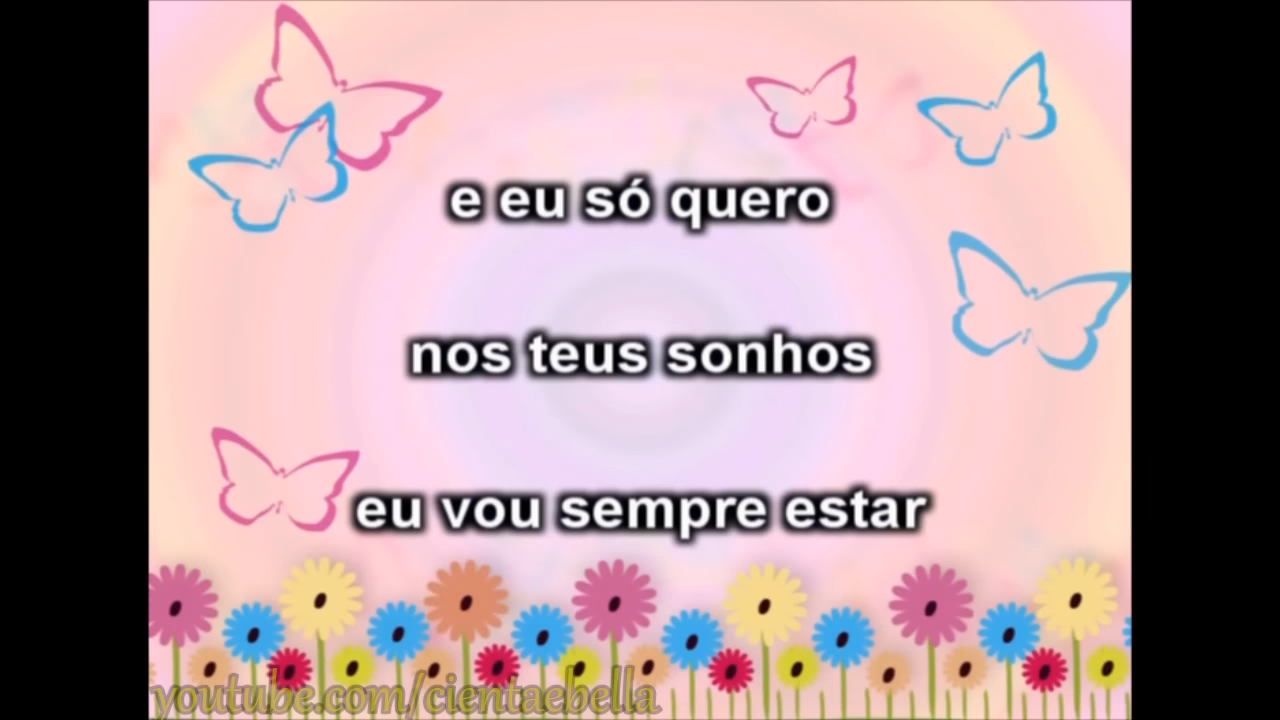 e eu só quero
nos teus sonhos
eu vou sempre estar
youtube.com/cientaebella